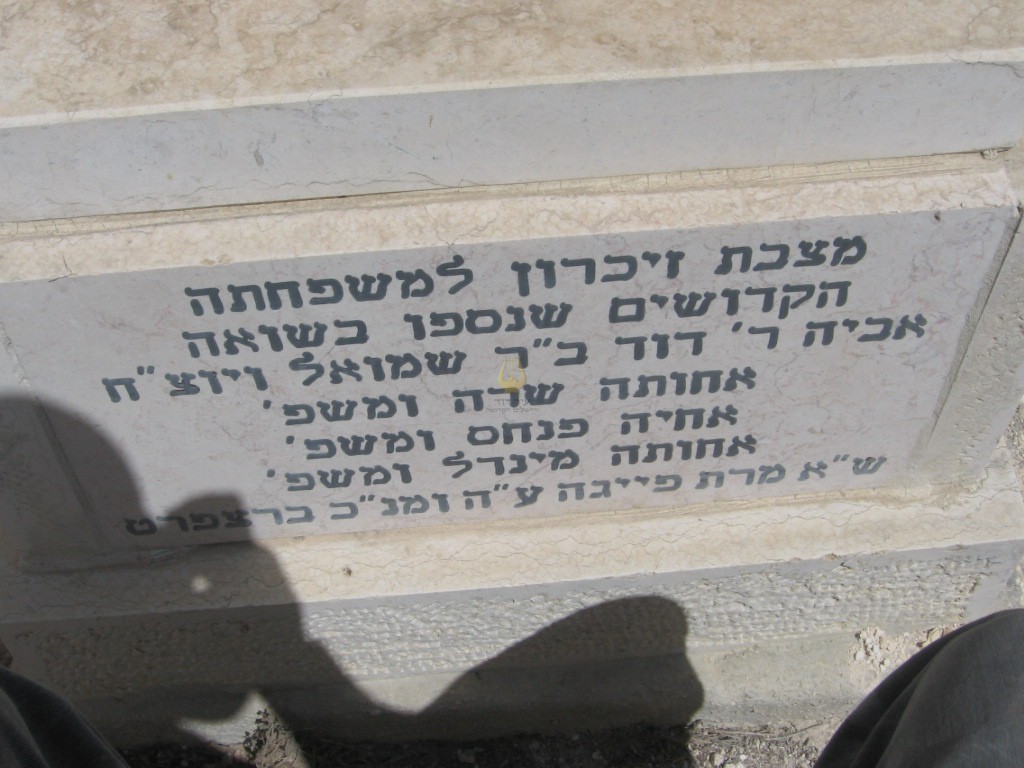 מצבת זיכרון למשפחתה
הקדושים שנספו בשואה
אביה ר' דוד ב"ר שמואל ויוצ"ח
אחותה שרה ומשפ'
אחיה פנחס ומשפ'
אחותה מינדל ומשפ'
ש"א מרת פייגה ע"ה ומנ"כ ברצפרט